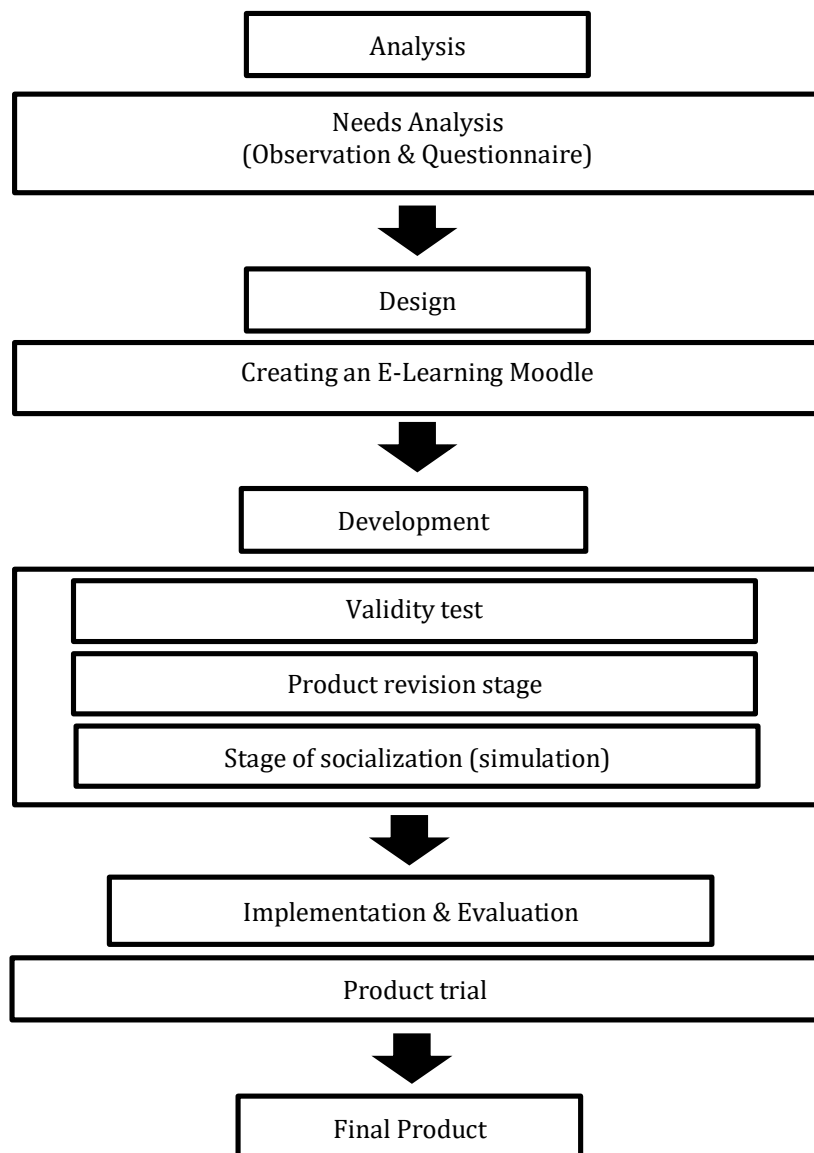 Analysis
Needs Analysis
(Observation & Questionnaire)
Design
Creating an E-Learning Moodle
Development
Validity test
Product revision stage
Stage of socialization (simulation)
Implementation & Evaluation
Product trial
Final Product